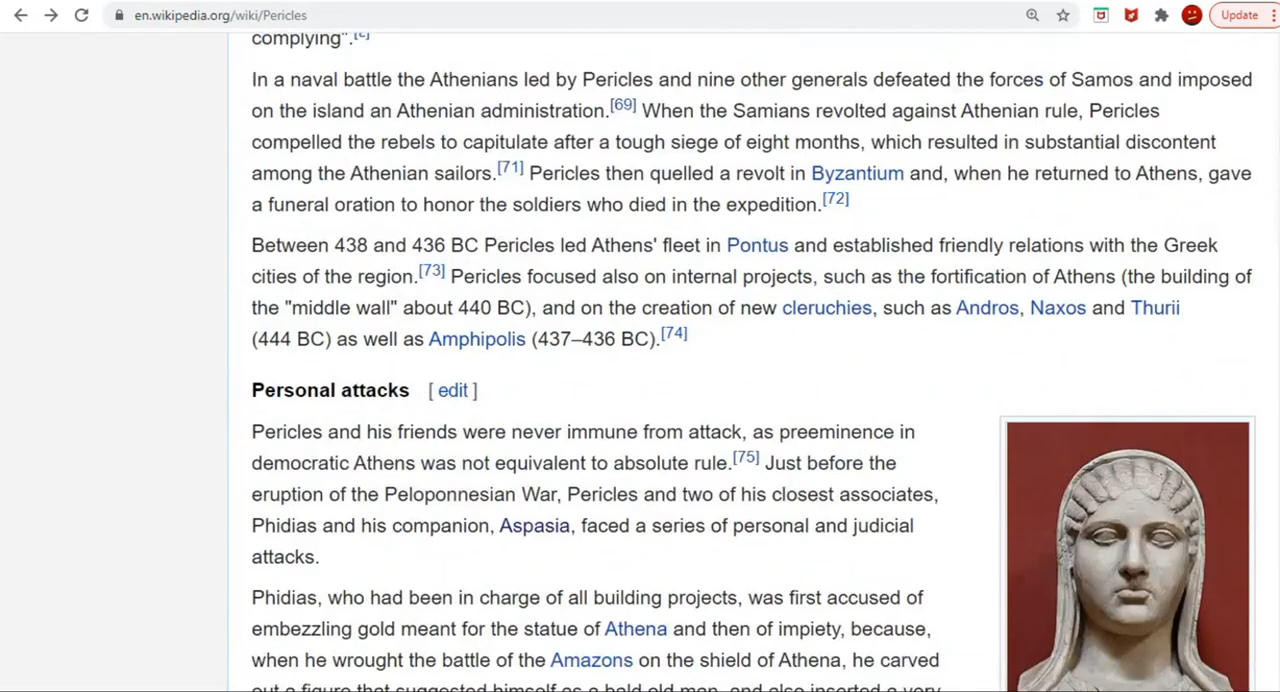 en.wikipedia.org/wiki/Pericles
Update
complying".[c]
In a naval battle the Athenians led by Pericles and nine other generals defeated the forces of Samos and imposed
on the island an Athenian administration.[69] When the Samians revolted against Athenian rule, Pericles
compelled the rebels to capitulate after a tough siege of eight months, which resulted in substantial discontent
among the Athenian sailors.[71] Pericles then quelled a revolt in Byzantium and, when he returned to Athens, gave
a funeral oration to honor the soldiers who died in the expedition.[72]
Between 438 and 436 BC Pericles led Athens' fleet in Pontus and established friendly relations with the Greek
cities of the region.[73] Pericles focused also on internal projects, such as the fortification of Athens (the building of
the "middle wall" about 440 BC), and on the creation of new cleruchies, such as Andros, Naxos and Thurii
(444 BC) as well as Amphipolis (437–436 BC).[74]
Personal attacks [ edit ]
Pericles and his friends were never immune from attack, as preeminence in
democratic Athens was not equivalent to absolute rule.[75] Just before the
eruption of the Peloponnesian War, Pericles and two of his closest associates,
Phidias and his companion, Aspasia, faced a series of personal and judicial
attacks.
Phidias, who had been in charge of all building projects, was first accused of
embezzling gold meant for the statue of Athena and then of impiety, because,
when he wrought the battle of the Amazons on the shield of Athena, he carved
out a figure that suggested himself as a bald old man, and also inserted a very